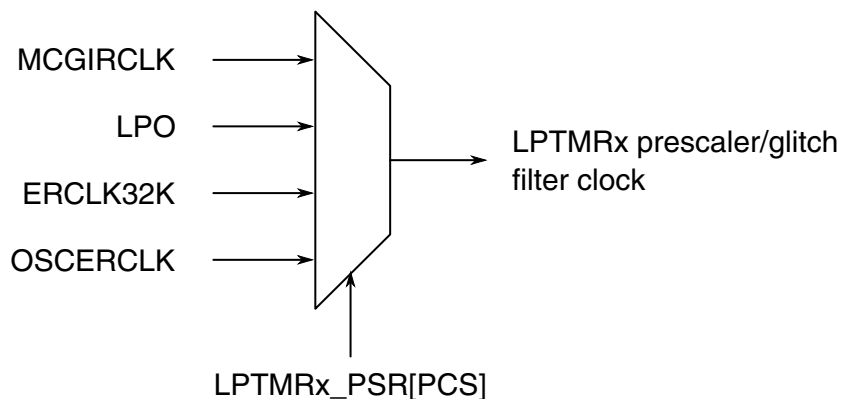 MCGIRCLK
LPO
ERCLK32K
OSCERCLK
LPTMRx prescaler/glitch
filter clock
LPTMRx_PSR[PCS]